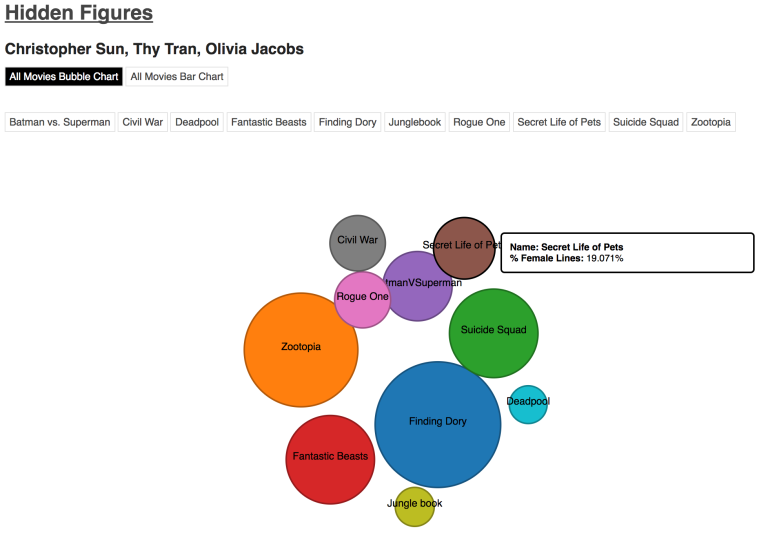 Hidden Figures
Christopher Sun, Thy Tran, Olivia Jacobs
All Movies Bubble Chart All Movies Bar Chart
Batman vs. Superman Civil War Deadpool Fantastic Beasts Finding Dory Junglebook Rogue One Secret Life of Pets Suicide Squad Zootopia
Civil War
Secret Life of Pet
Name: Secret Life of Pets
% Female Lines: 19.071%
tmanVSuperman
Rogue One
Suicide Squad
Zootopia
Deadpool
Finding Dory
Fantastic Beasts
Jungle book